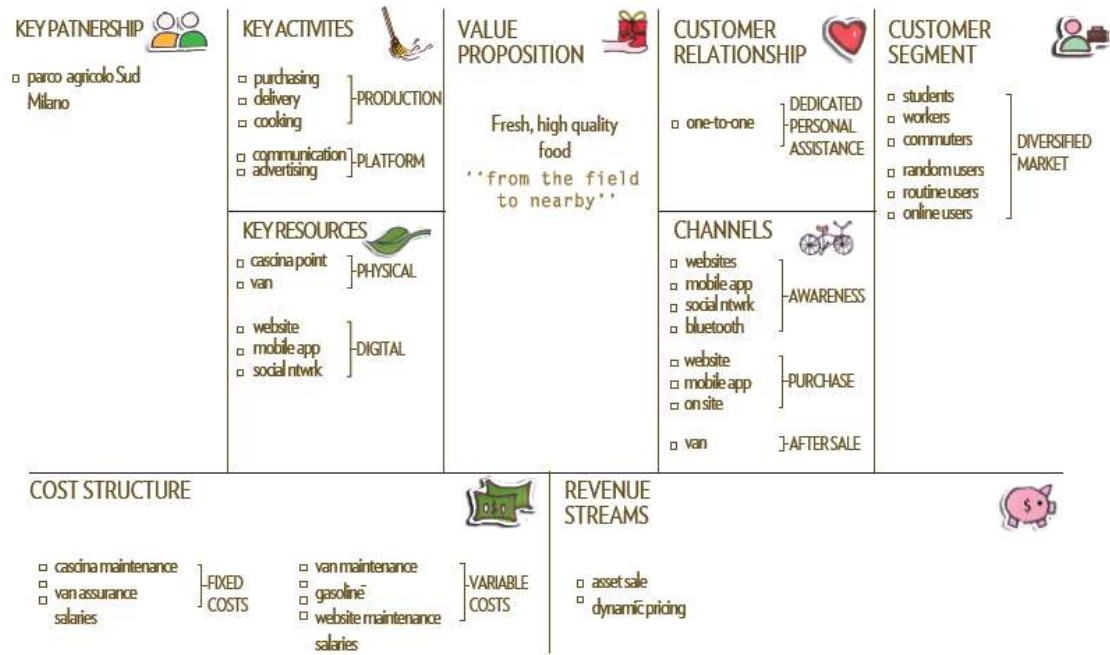 KEY PATNERSHIP
parco agricolo Sud
Milano
KEY ACTIVITES
purchasing
delivery
cooking
PRODUCTION
communication
advertising
PLATFORM
KEY RESOURCES
cascina point
van
PHYSICAL
website
mobile app
social ntwrk
DIGITAL
VALUE
PROPOSITION
Fresh, high quality
food
''from the field
to nearby''
CUSTOMER
RELATIONSHIP
one-to-one
DEDICATED
PERSONAL
ASSISTANCE
CHANNELS
websites
mobile app
social ntwrk
bluetooth
AWARENESS
website
mobile app
on site
PURCHASE
van
AFTER SALE
CUSTOMER
SEGMENT
students
workers
commuters
random users
routine users
online users
DIVERSIFIED
MARKET
COST STRUCTURE
cascina maintenance
van assurance
salaries
FIXED
COSTS
van maintenance
gasoline
website maintenance
salaries
VARIABLE
COSTS
REVENUE
STREAMS
asset sale
dynamic pricing